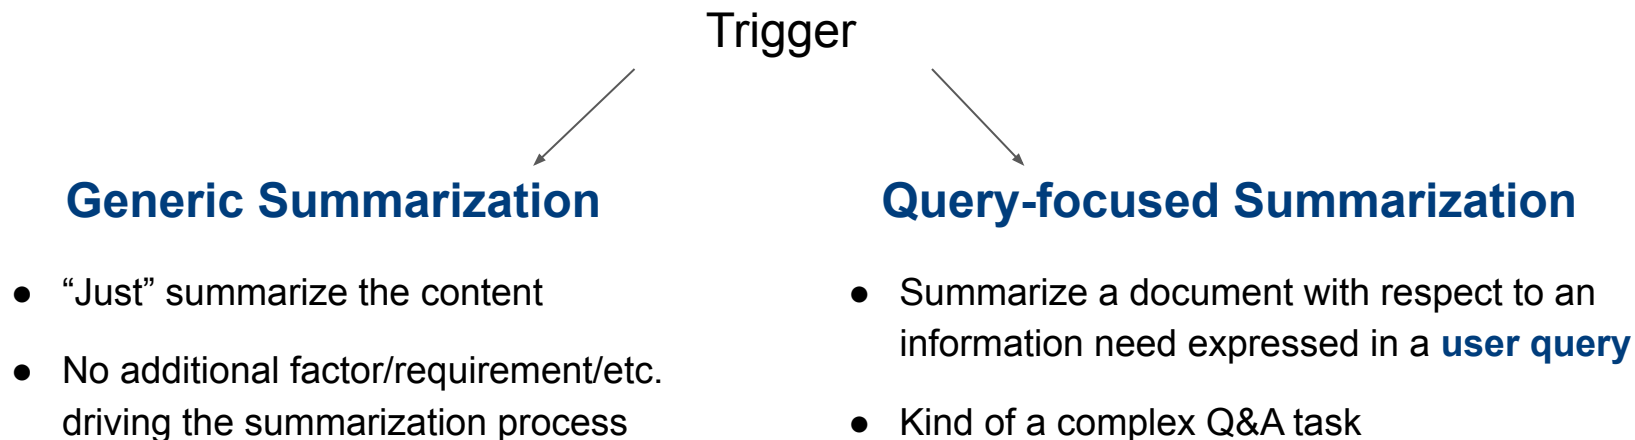 Trigger
Generic Summarization
● “Just” summarize the content
● No additional factor/requirement/etc.
driving the summarization process
Query-focused Summarization
● Summarize a document with respect to an
information need expressed in a user query
● Kind of a complex Q&A task